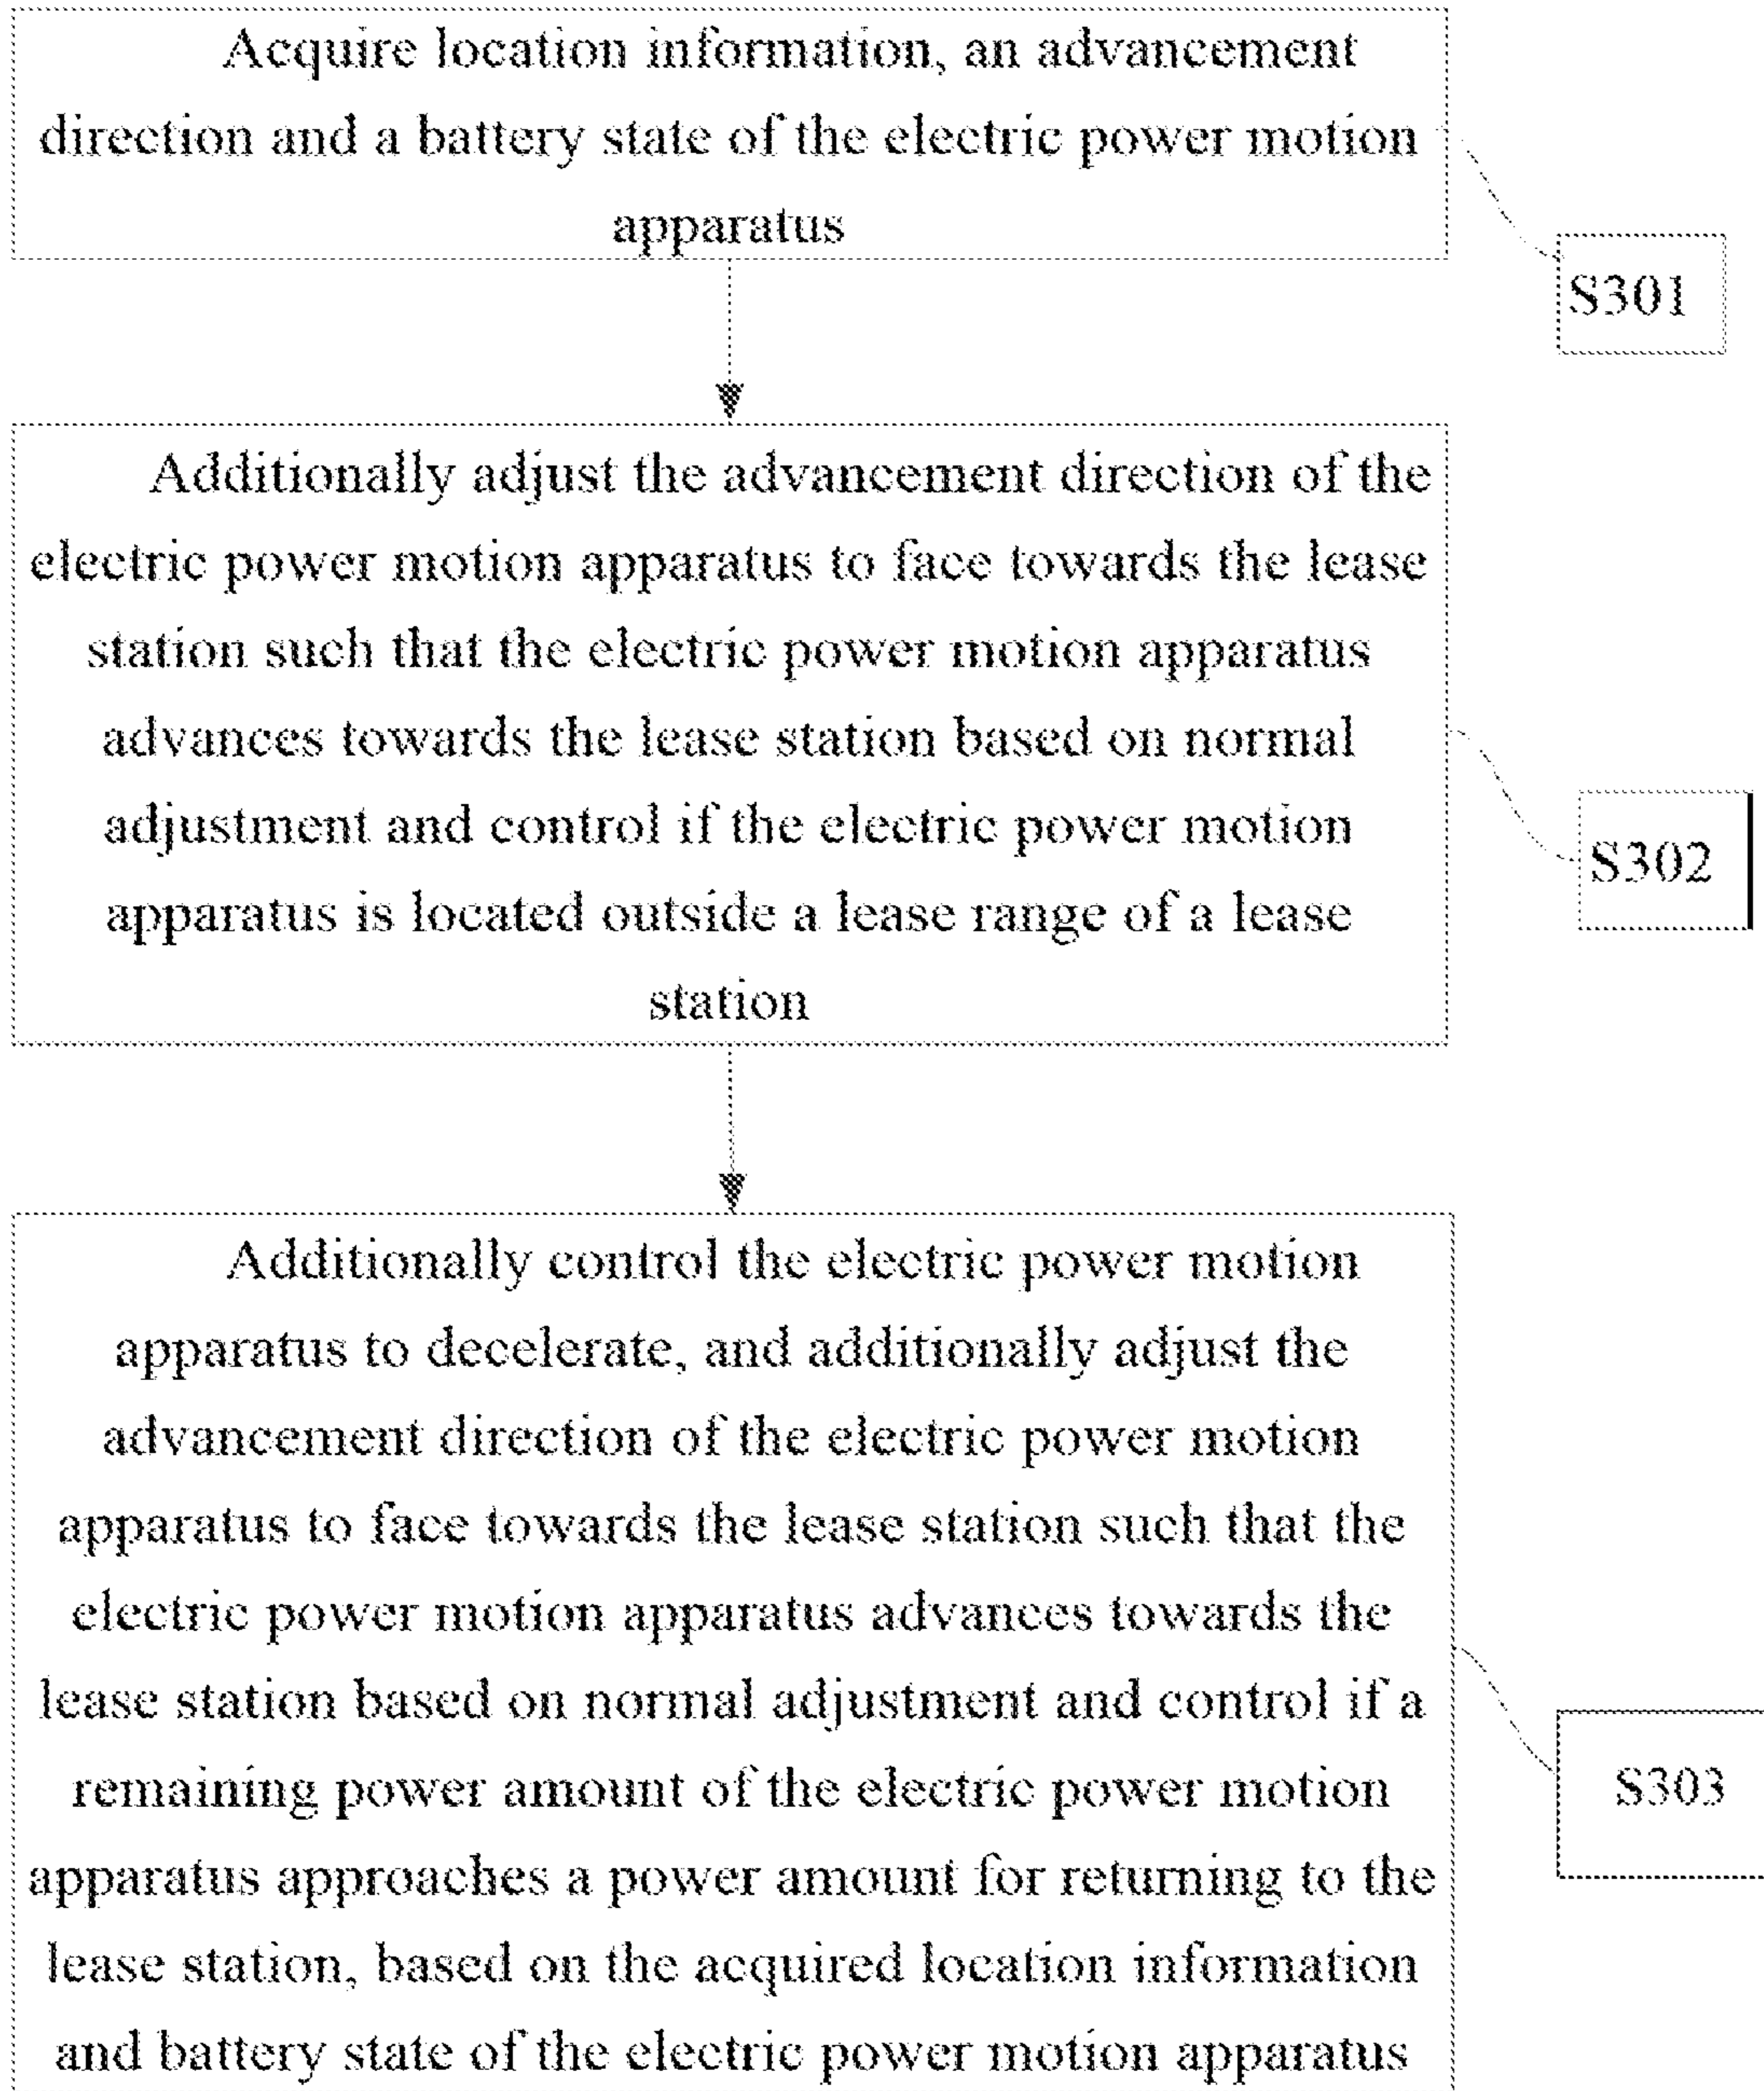 Acquire location information, an advancement
direction and a battery state of the electric power motion
apparatus
S301
Additionally adjust the advancement direction of the
electric power motion apparatus to face towards the lease
station such that the electric power motion apparatus
advances towards the lease station based on normal
adjustment and control if the electric power motion
apparatus is located outside a lease range of a lease
station
S302
Additionally control the electric power motion
apparatus to decelerate, and additionally adjust the
advancement direction of the electric power motion
apparatus to face towards the lease station such that the
electric power motion apparatus advances towards the
lease station based on normal adjustment and control if a
remaining power amount of the electric power motion
apparatus approaches a power amount for returning to the
lease station, based on the acquired location information
and battery state of the electric power motion apparatus
S303